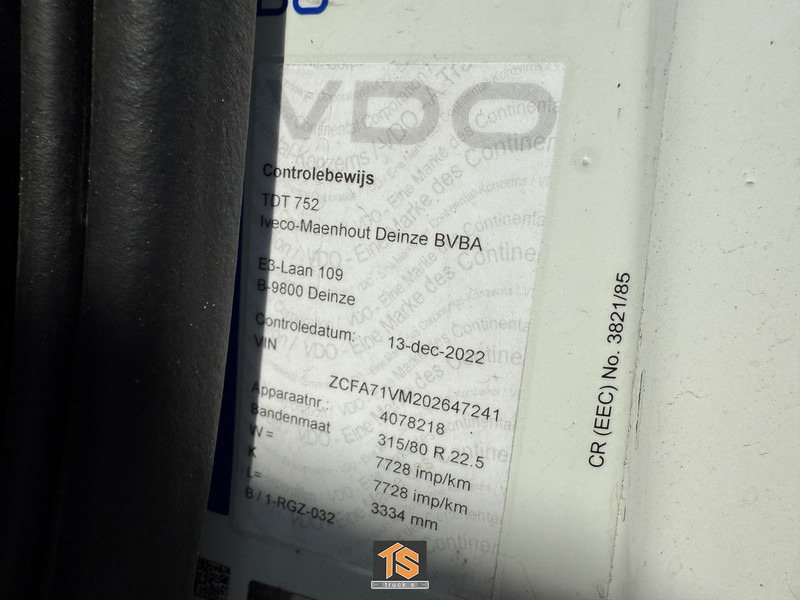 VDO
Controlebewijs
TDT 752
Iveco-Maenhout Deinze BVBA
E3-Laan 109
B-9800 Deinze
Controledatum: 13-dec-2022
VIN ZCFA71VM202647241
Apparaatnr.: 4078218
Bandenmaat 315/80 R 22.5
W = 7728 imp/km
K 7728 imp/km
L= 3334 mm
B / 1-RGZ-032
CR (EEC) No. 3821/85
TS